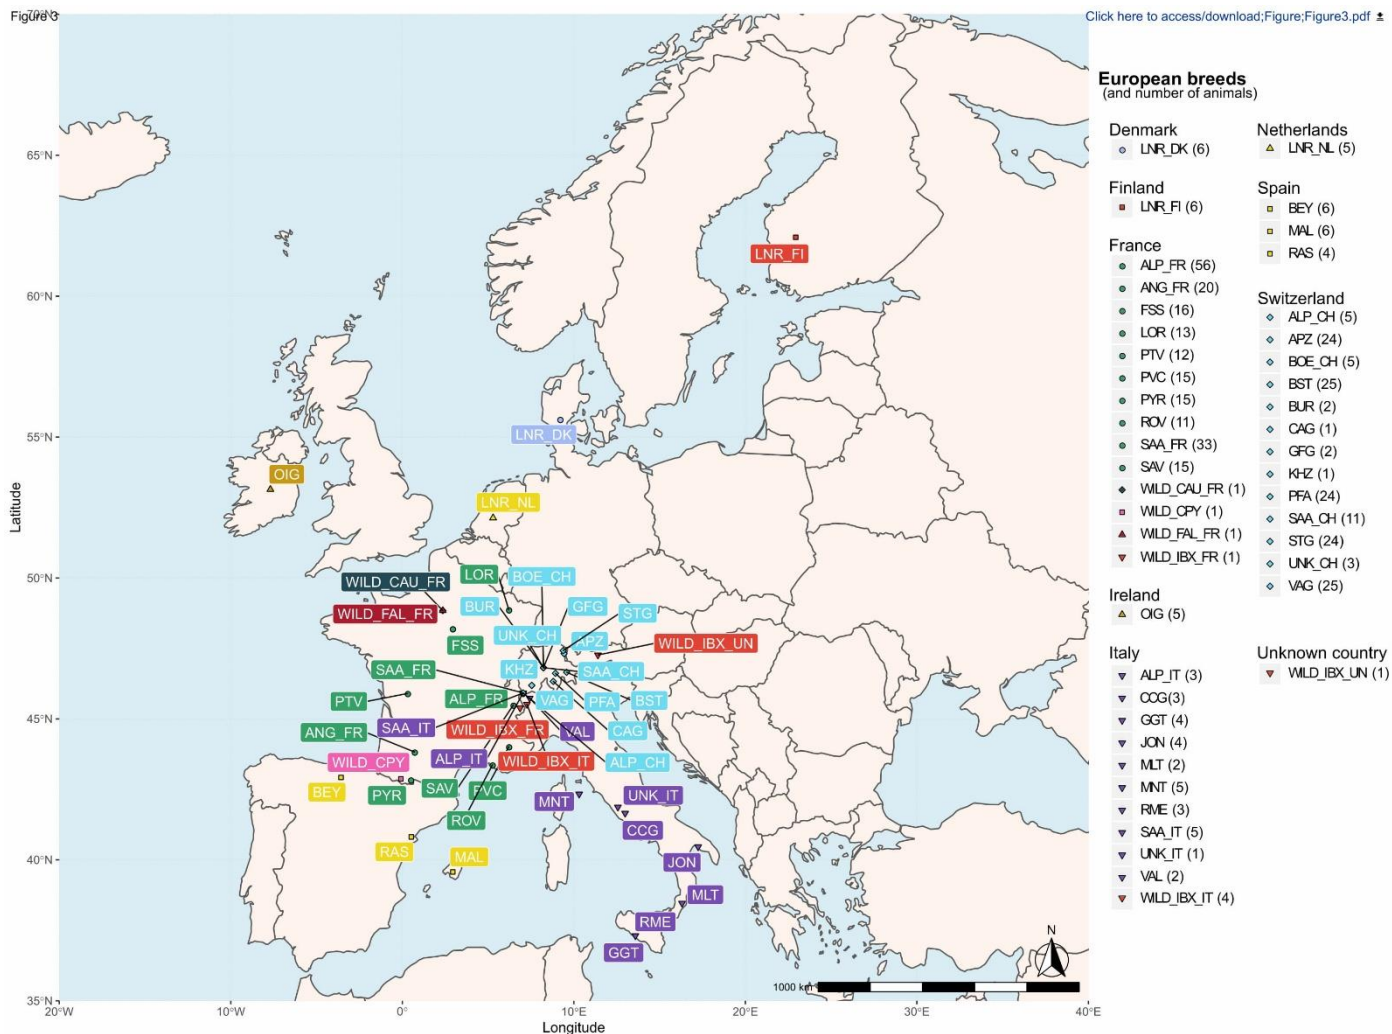 Figure 3
Click here to access/download;Figure;Figure3.pdf
70°N
65°N
60°N
55°N
50°N
45°N
40°N
35°N
Latitude
20°W
10°W
0°
10°E
20°E
30°E
40°E
Longitude
LNR_FI
LNR_DK
OIG
LNR_NL
WILD_CAU_FR
LOR
BOE_CH
WILD_FAL_FR
BUR
GFG
STG
FSS
UNK_CH
APZ
WILD_IBX_UN
SAA_FR
KHZ
SAA_CH
PTV
ALP_FR
VAG
PFA
BST
ANG_FR
SAA_IT
WILD_IBX_FR
VAL
CAG
WILD_CPY
ALP_IT
WILD_IBX_IT
ALP_CH
BEY
PYR
SAV
PVC
MNT
UNK_IT
ROV
CCG
RAS
MAL
JON
MLT
RME
GGT
N
1000 km
European breeds
(and number of animals)
Denmark
LNR_DK (6)
Finland
LNR_FI (6)
France
ALP_FR (56)
ANG_FR (20)
FSS (16)
LOR (13)
PTV (12)
PVC (15)
PYR (15)
ROV (11)
SAA_FR (33)
SAV (15)
WILD_CAU_FR (1)
WILD_CPY (1)
WILD_FAL_FR (1)
WILD_IBX_FR (1)
Ireland
OIG (5)
Italy
ALP_IT (3)
CCG(3)
GGT (4)
JON (4)
MLT (2)
MNT (5)
RME (3)
SAA_IT (5)
UNK_IT (1)
VAL (2)
WILD_IBX_IT (4)
Netherlands
LNR_NL (5)
Spain
BEY (6)
MAL (6)
RAS (4)
Switzerland
ALP_CH (5)
APZ (24)
BOE_CH (5)
BST (25)
BUR (2)
CAG (1)
GFG (2)
KHZ (1)
PFA (24)
SAA_CH (11)
STG (24)
UNK_CH (3)
VAG (25)
Unknown country
WILD_IBX_UN (1)